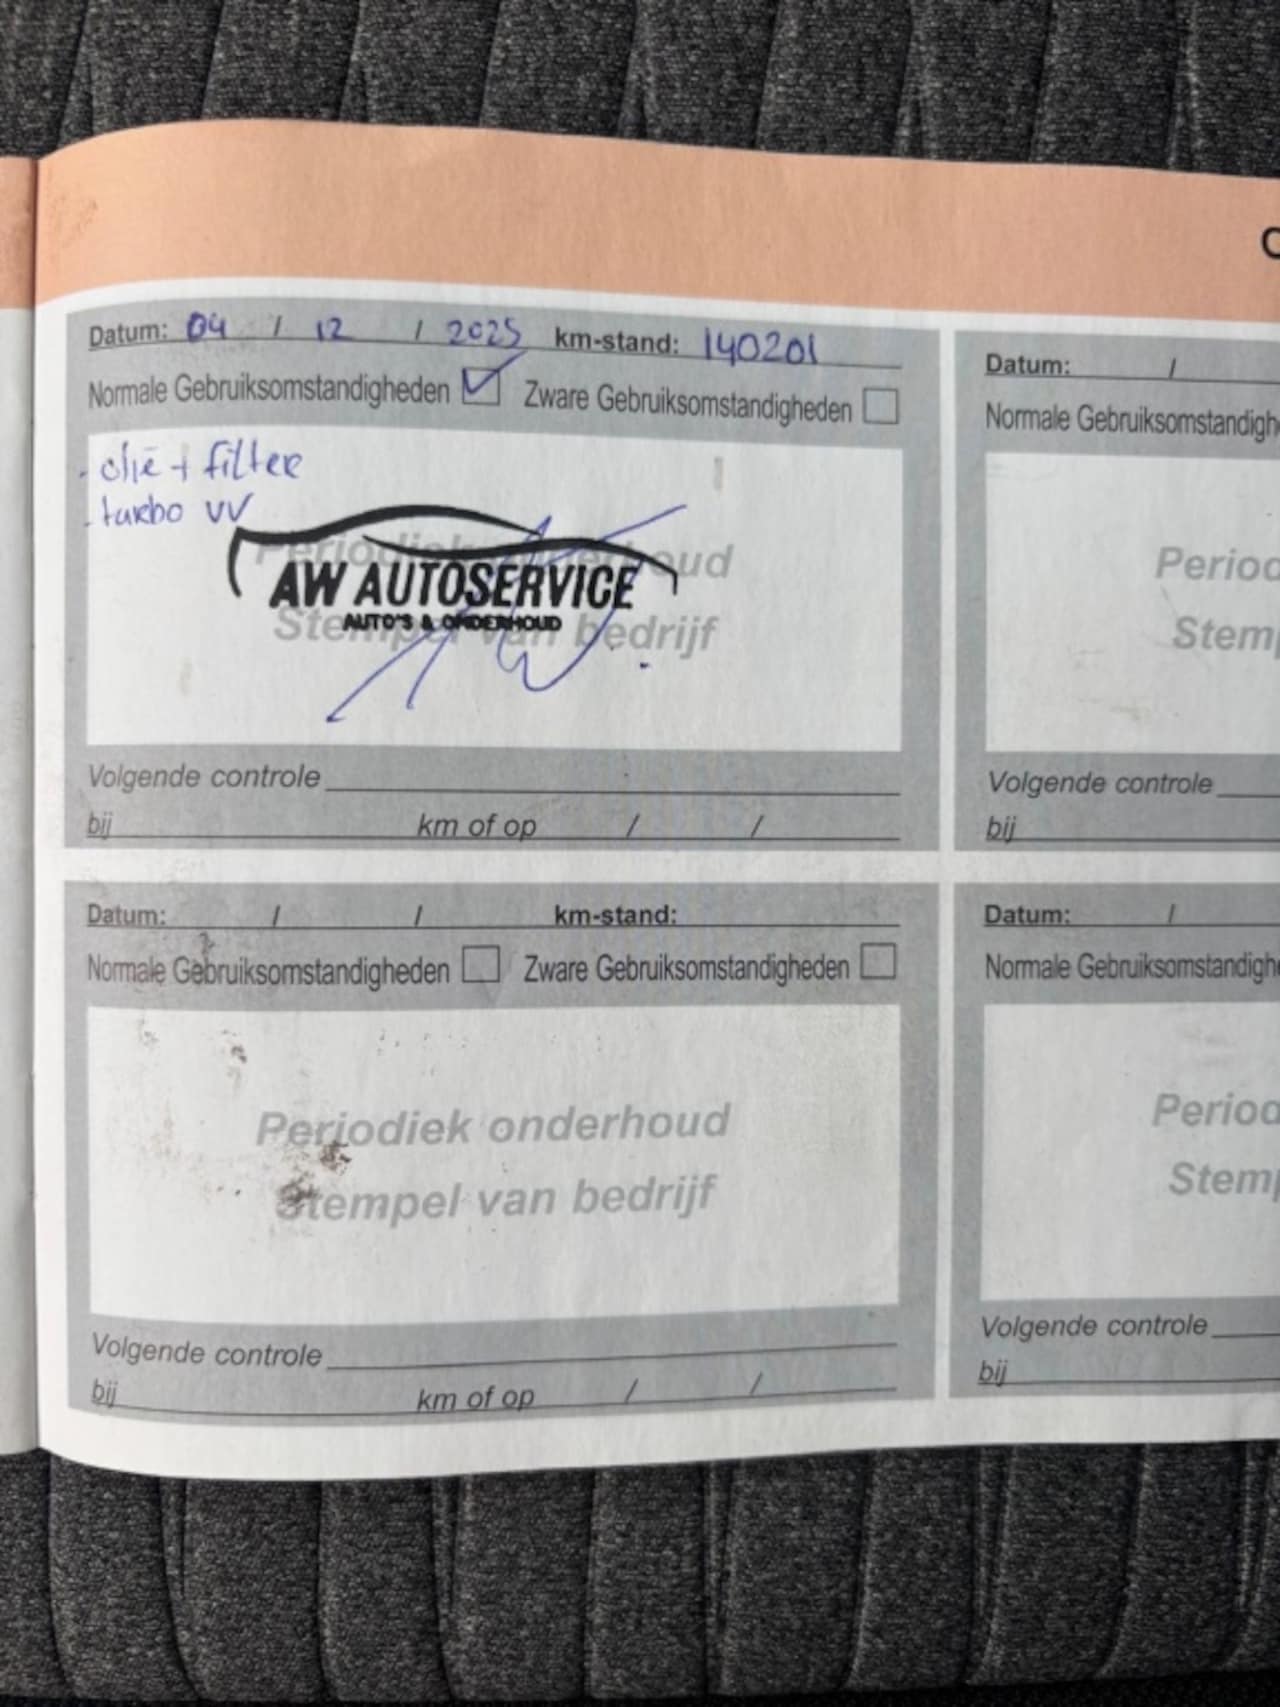 Datum: 04 / 12 / 2025 km-stand: 140201
Normale Gebruiksomstandigheden Zware Gebruiksomstandigheden
- olie + filter
- turbo VV
Periodiek onderhoud
AW AUTOSERVICE
AUTO'S & ONDERHOUD
Stempel van bedrijf
Volgende controle
bij km of op / /
Datum: /
Normale Gebruiksomstandigh
Period
Stemp
Volgende controle
bij
Datum: / / km-stand:
Normale Gebruiksomstandigheden Zware Gebruiksomstandigheden
Periodiek onderhoud
Stempel van bedrijf
Volgende controle
bij km of op / /
Datum: /
Normale Gebruiksomstandigh
Period
Stemp
Volgende controle
bij